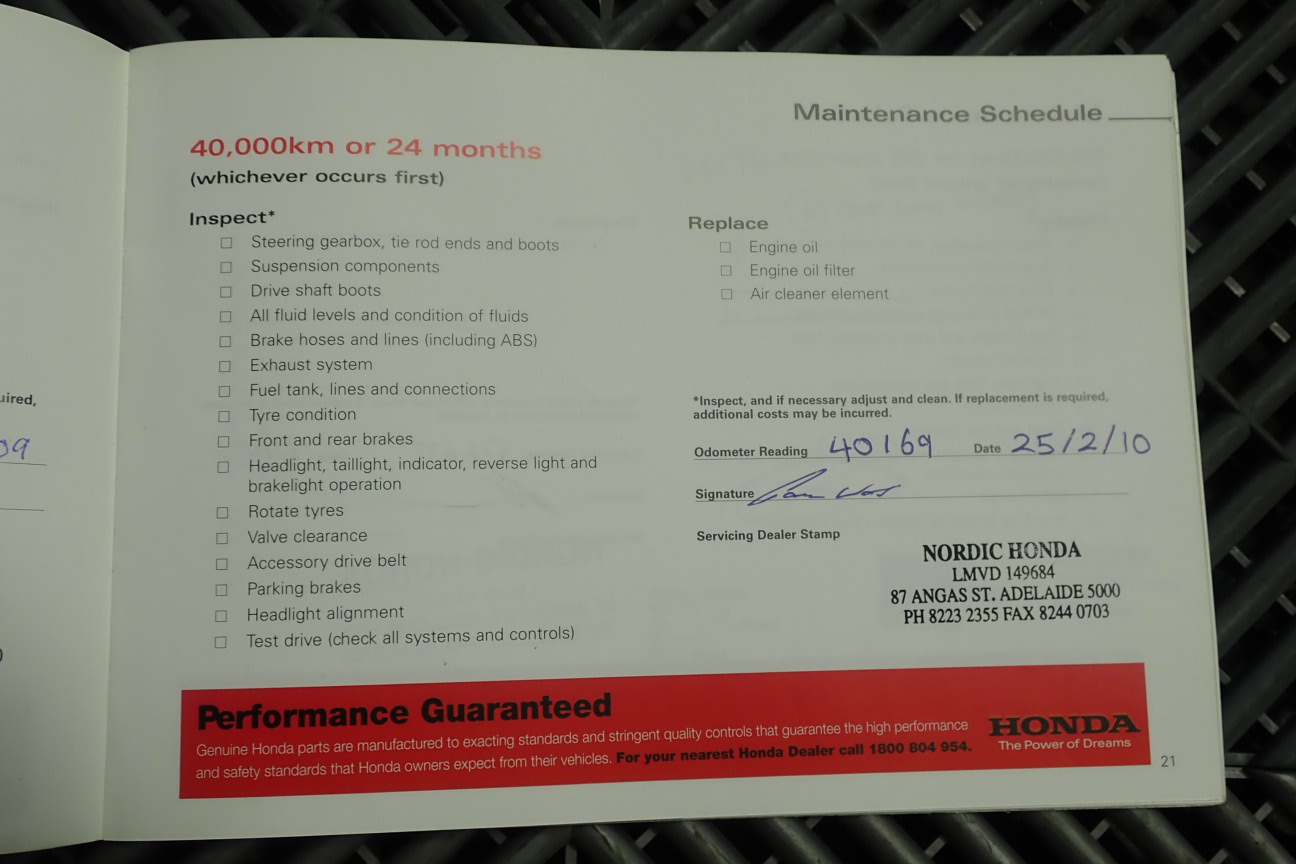 uired,
09
Maintenance Schedule
40,000km or 24 months
(whichever occurs first)
Inspect*
Steering gearbox, tie rod ends and boots
Suspension components
Drive shaft boots
All fluid levels and condition of fluids
Brake hoses and lines (including ABS)
Exhaust system
Fuel tank, lines and connections
Tyre condition
Front and rear brakes
Headlight, taillight, indicator, reverse light and
brakelight operation
Rotate tyres
Valve clearance
Accessory drive belt
Parking brakes
Headlight alignment
Test drive (check all systems and controls)
Replace
Engine oil
Engine oil filter
Air cleaner element
*Inspect, and if necessary adjust and clean. If replacement is required,
additional costs may be incurred.
Odometer Reading 40169 Date 25/2/10
Signature
Servicing Dealer Stamp
NORDIC HONDA
LMVD 149684
87 ANGAS ST. ADELAIDE 5000
PH 8223 2355 FAX 8244 0703
Performance Guaranteed
Genuine Honda parts are manufactured to exacting standards and stringent quality controls that guarantee the high performance
and safety standards that Honda owners expect from their vehicles. For your nearest Honda Dealer call 1800 804 954.
HONDA
The Power of Dreams
21